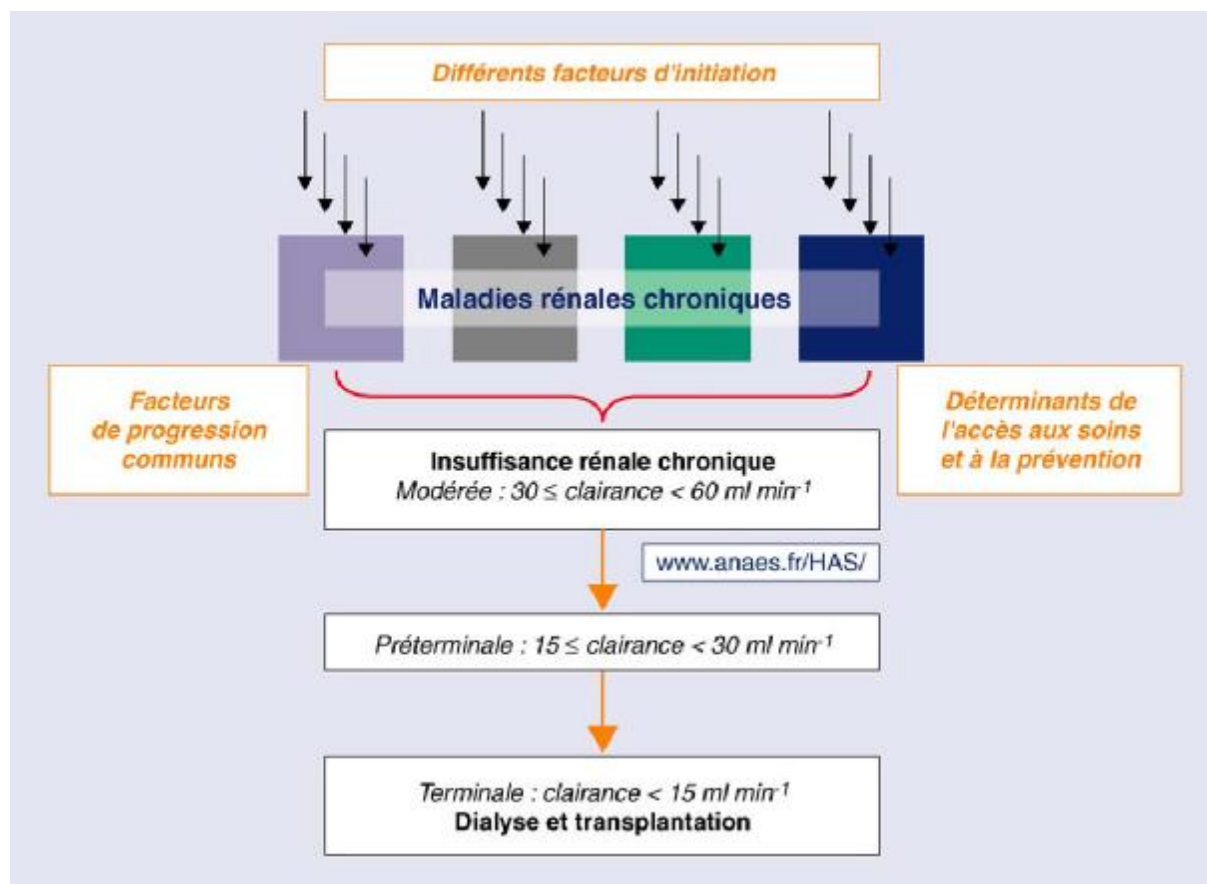 Différents facteurs d'initiation
Maladies rénales chroniques
Facteurs
de progression
communs
Déterminants de
l'accès aux soins
et à la prévention
Insuffisance rénale chronique
Modérée : 30 ≤ clairance < 60 ml min⁻¹
www.anaes.fr/HAS/
Préterminale : 15 ≤ clairance < 30 ml min⁻¹
Terminale : clairance < 15 ml min⁻¹
Dialyse et transplantation